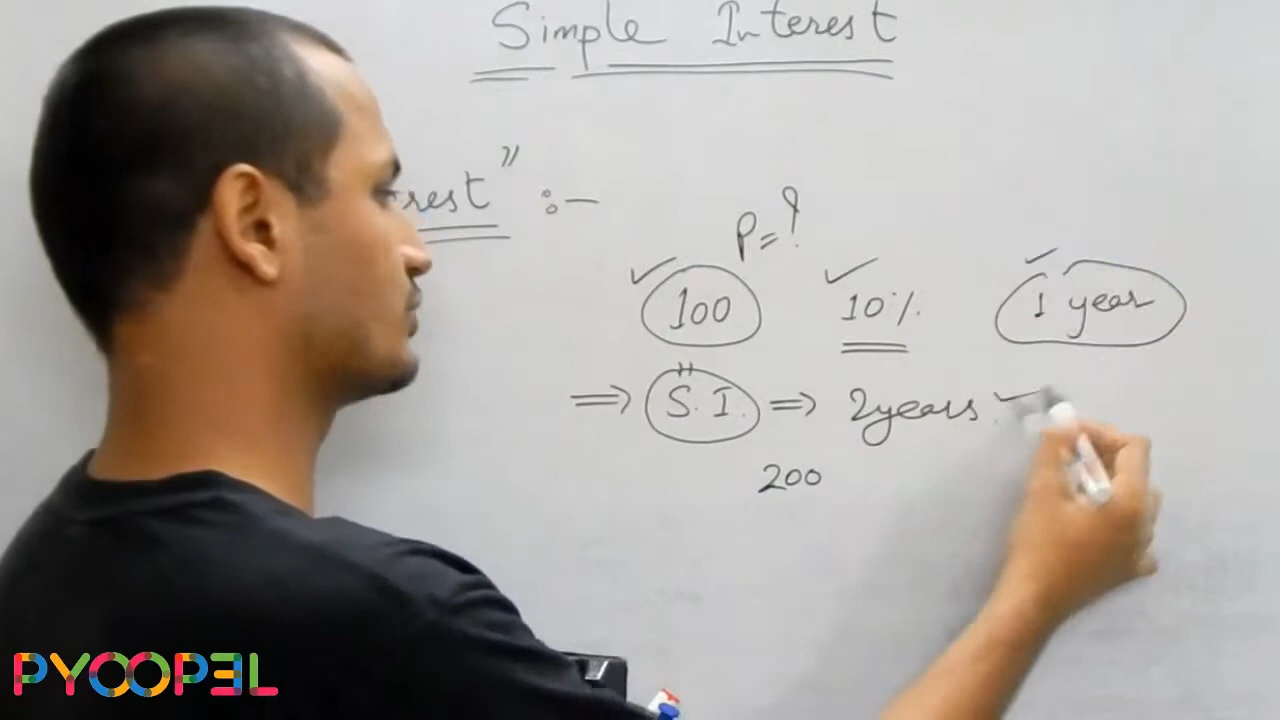 Simple Interest
rest" :-
P=?
100 10% 1 year
⇒ S.I. ⇒ 2years.
200
PYOOPEL